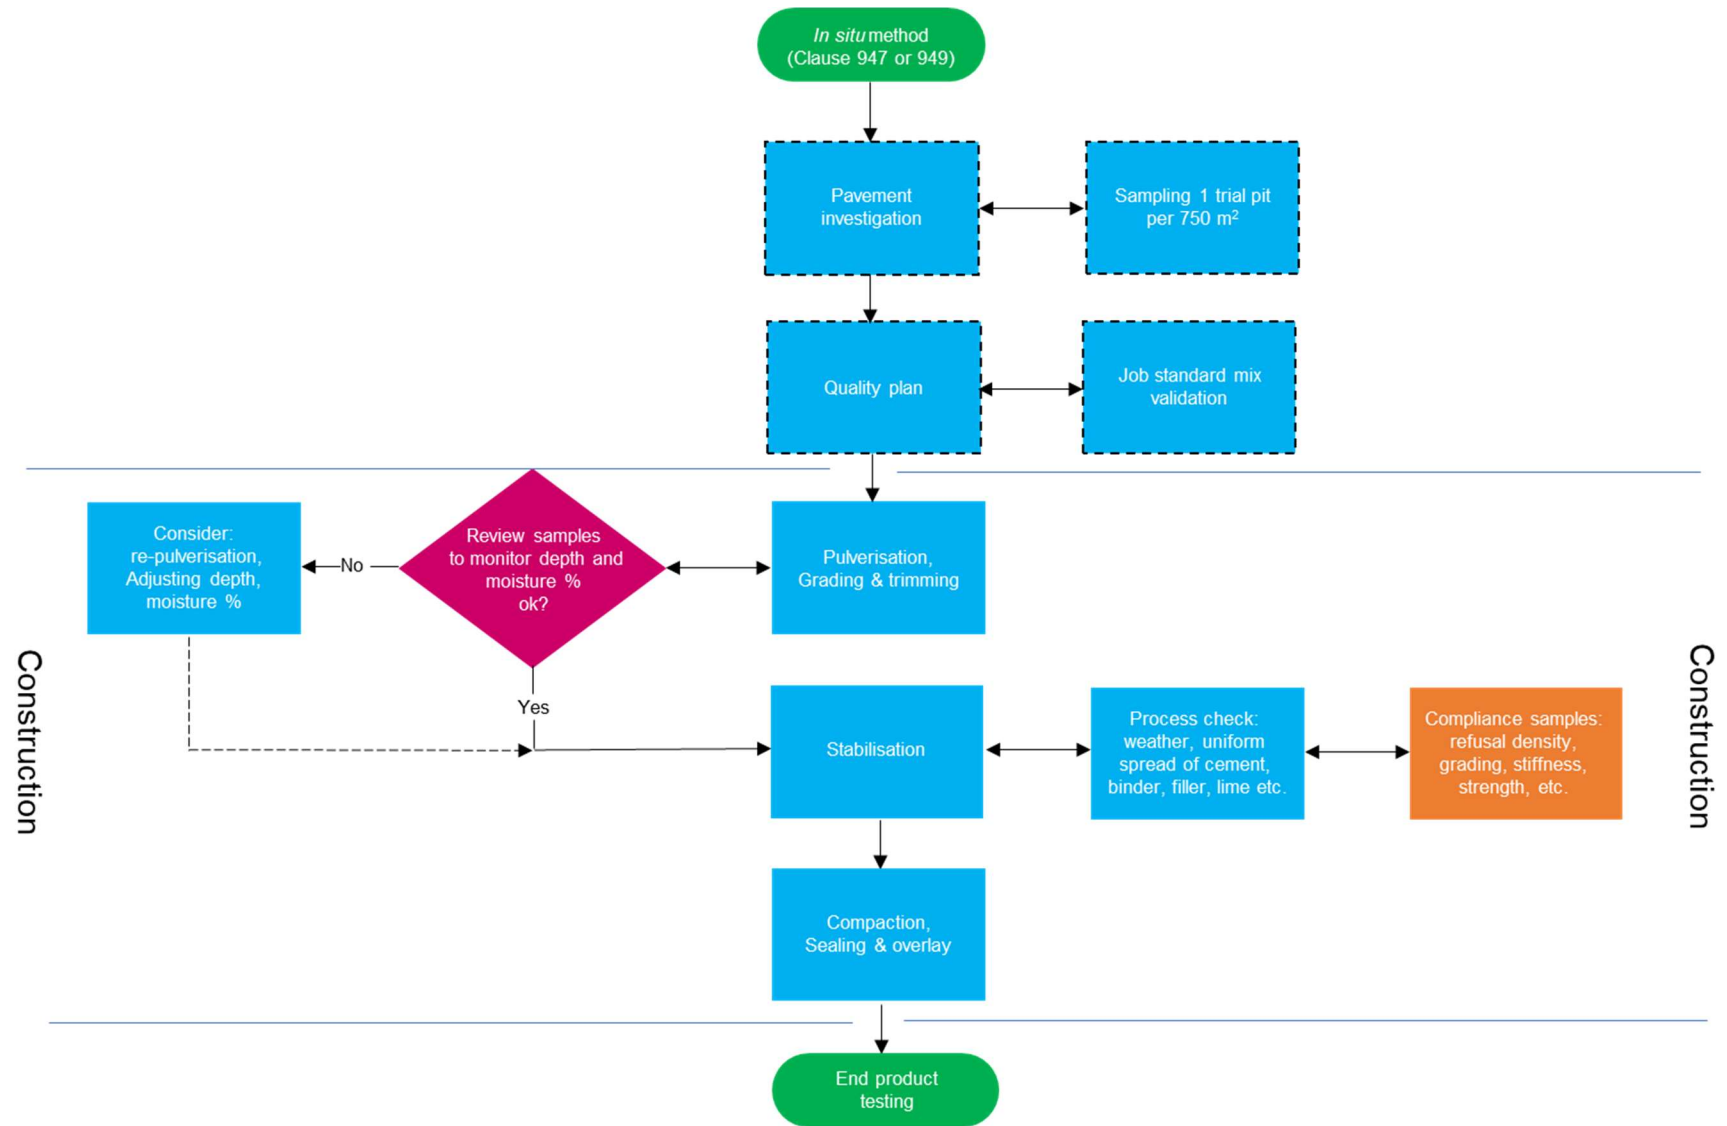 In situ method
(Clause 947 or 949)
Pavement
investigation
Sampling 1 trial pit
per 750 m²
Quality plan
Job standard mix
validation
Consider:
re-pulverisation,
Adjusting depth,
moisture %
No
Review samples
to monitor depth and
moisture %
ok?
Pulverisation,
Grading & trimming
Construction
Construction
Yes
Stabilisation
Process check:
weather, uniform
spread of cement,
binder, filler, lime etc.
Compliance samples:
refusal density,
grading, stiffness,
strength, etc.
Compaction,
Sealing & overlay
End product
testing